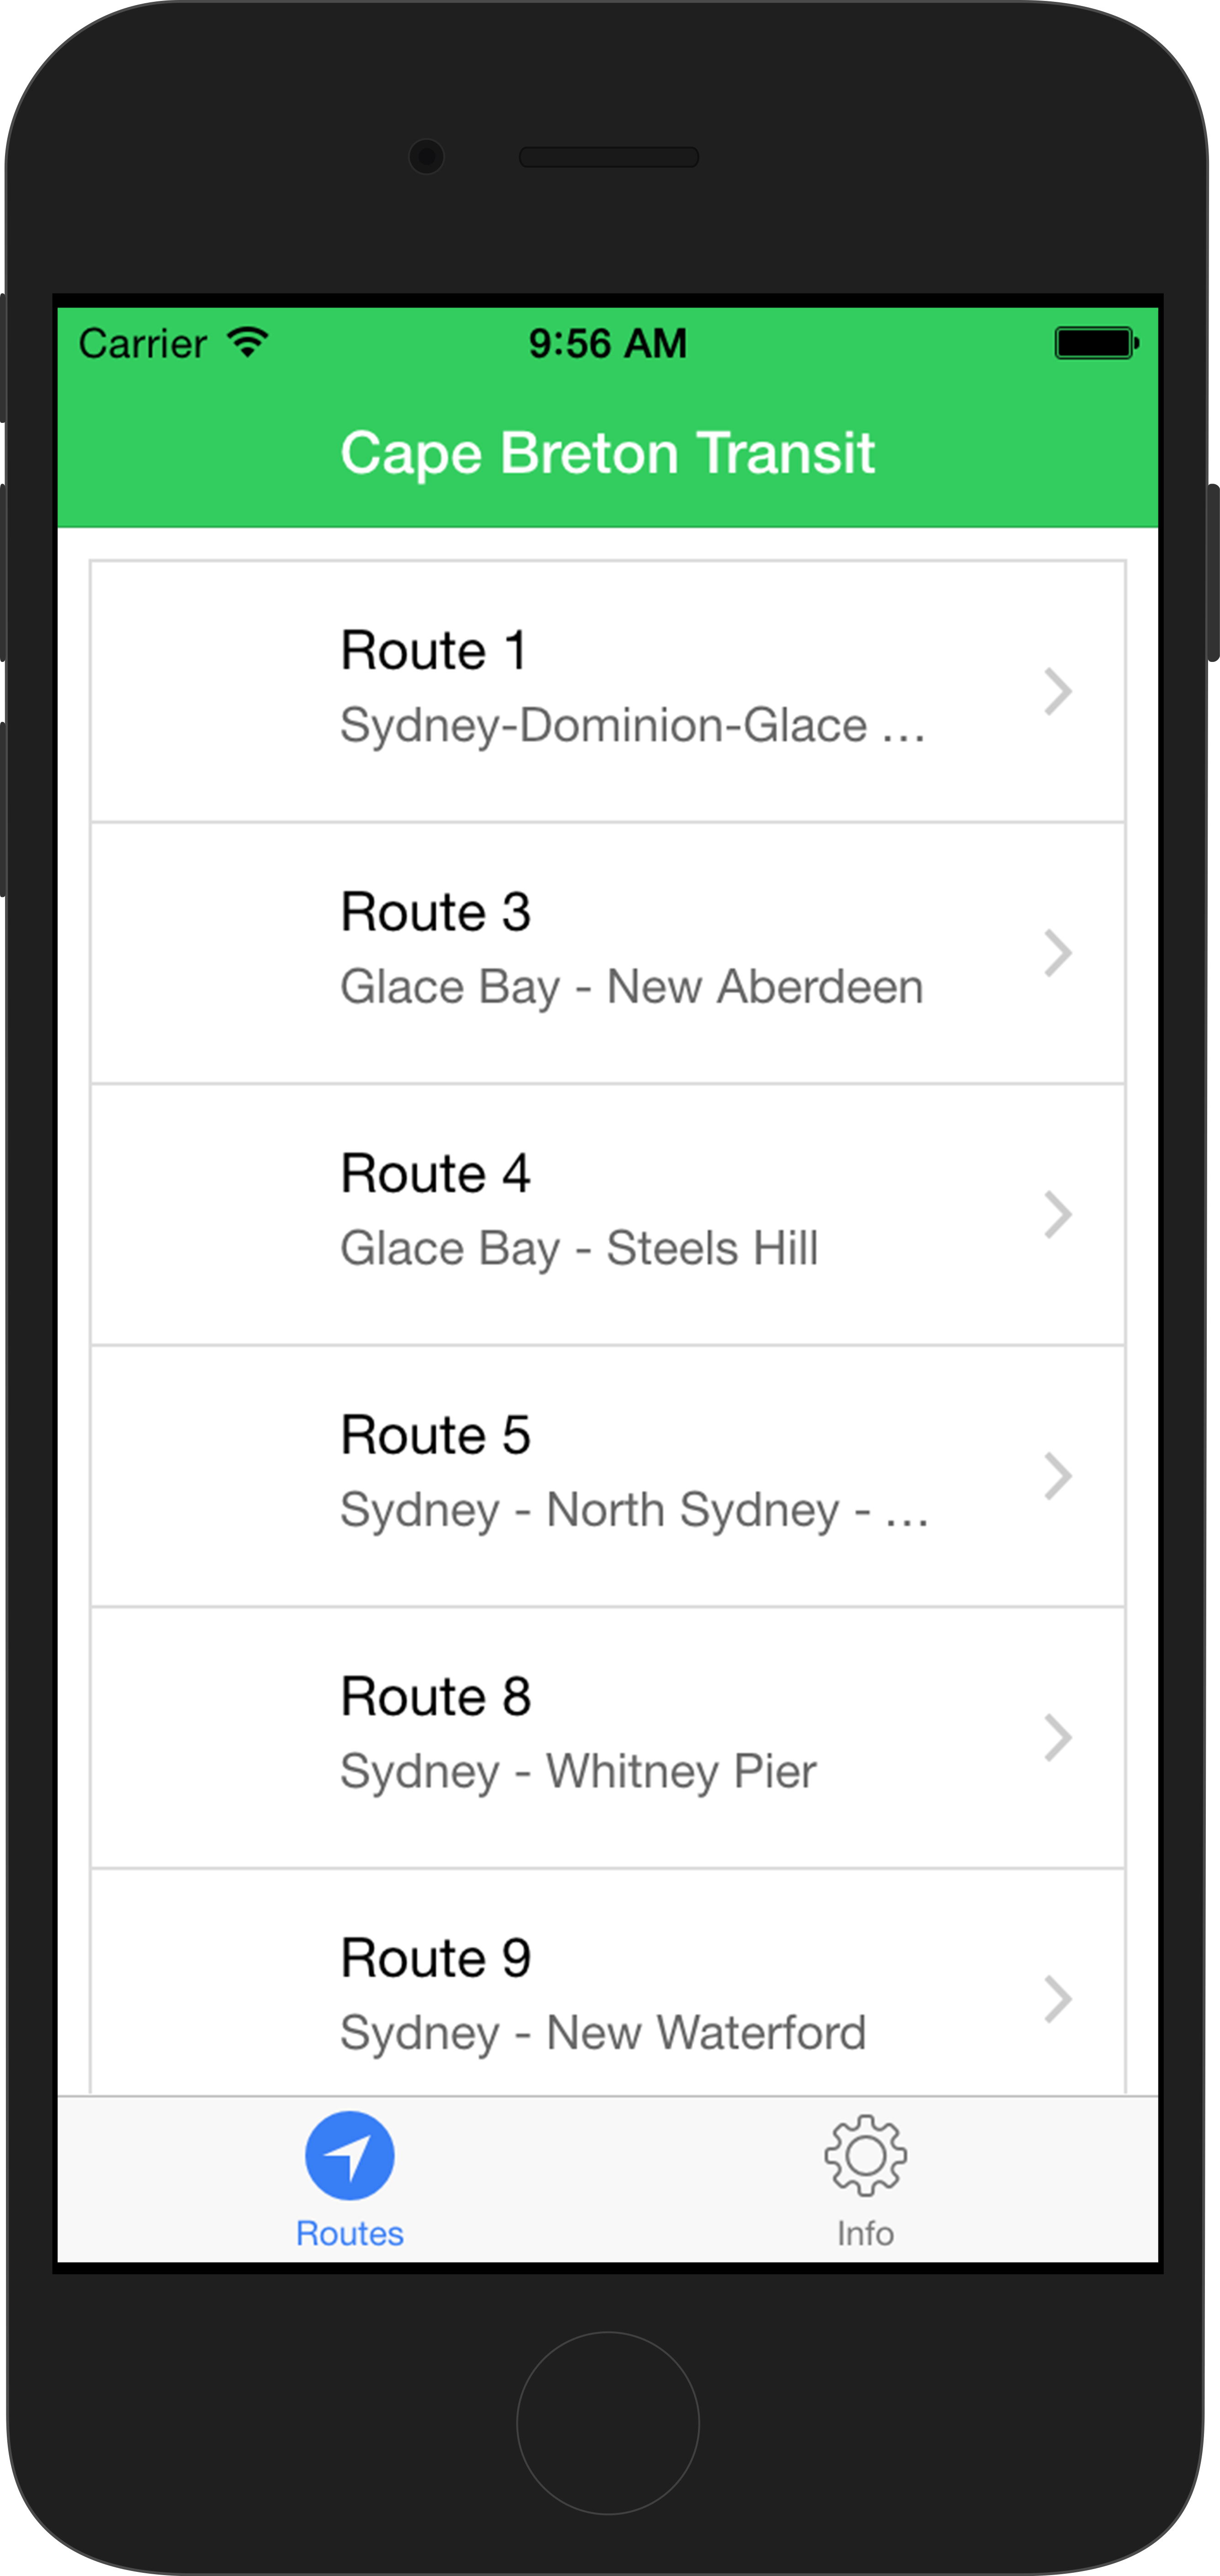 Carrier 9:56 AM
Cape Breton Transit
Route 1
Sydney-Dominion-Glace ...
Route 3
Glace Bay - New Aberdeen
Route 4
Glace Bay - Steels Hill
Route 5
Sydney - North Sydney - ...
Route 8
Sydney - Whitney Pier
Route 9
Sydney - New Waterford
Routes Info